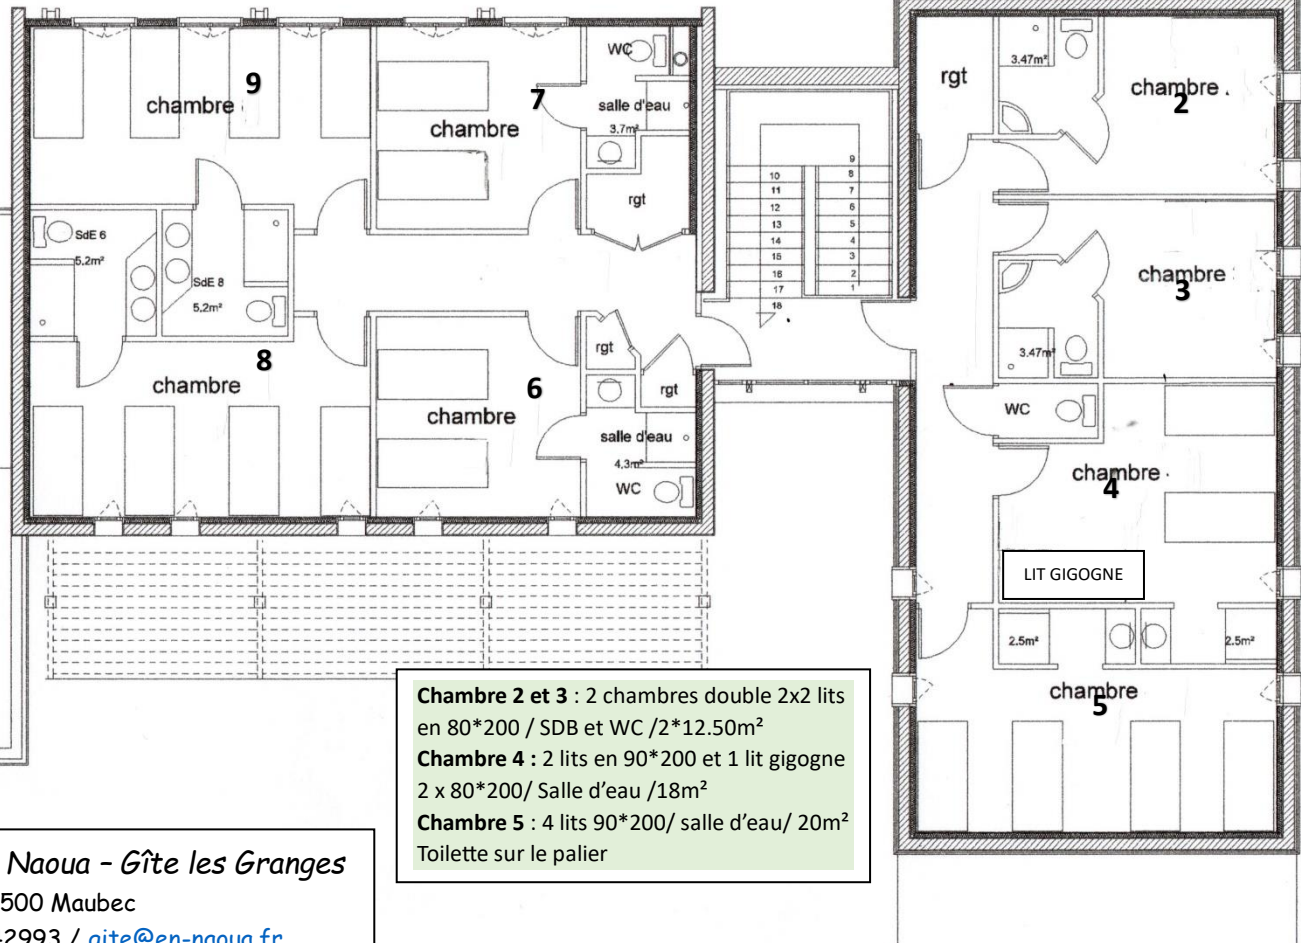 9
chambre
7
chambre
WC
salle d'eau
3.7m²
rgt
SdE 6
5.2m²
SdE 8
5,2m²
8
chambre
6
chambre
rgt
rgt
salle d'eau
4,3m²
WC
10
11
12
13
14
15
16
17
18
9
8
7
6
5
4
3
2
1
rgt
3.47m²
chambre
2
chambre
3
3.47m²
WC
chambre
4
LIT GIGOGNE
2.5m²
2.5m²
chambre
5
Chambre 2 et 3 : 2 chambres double 2x2 lits
en 80*200 / SDB et WC /2*12.50m²
Chambre 4 : 2 lits en 90*200 et 1 lit gigogne
2 x 80*200/ Salle d'eau /18m²
Chambre 5 : 4 lits 90*200/ salle d'eau/ 20m²
Toilette sur le palier
Naoua – Gîte les Granges
500 Maubec
2993 / gite@en-naoua.fr